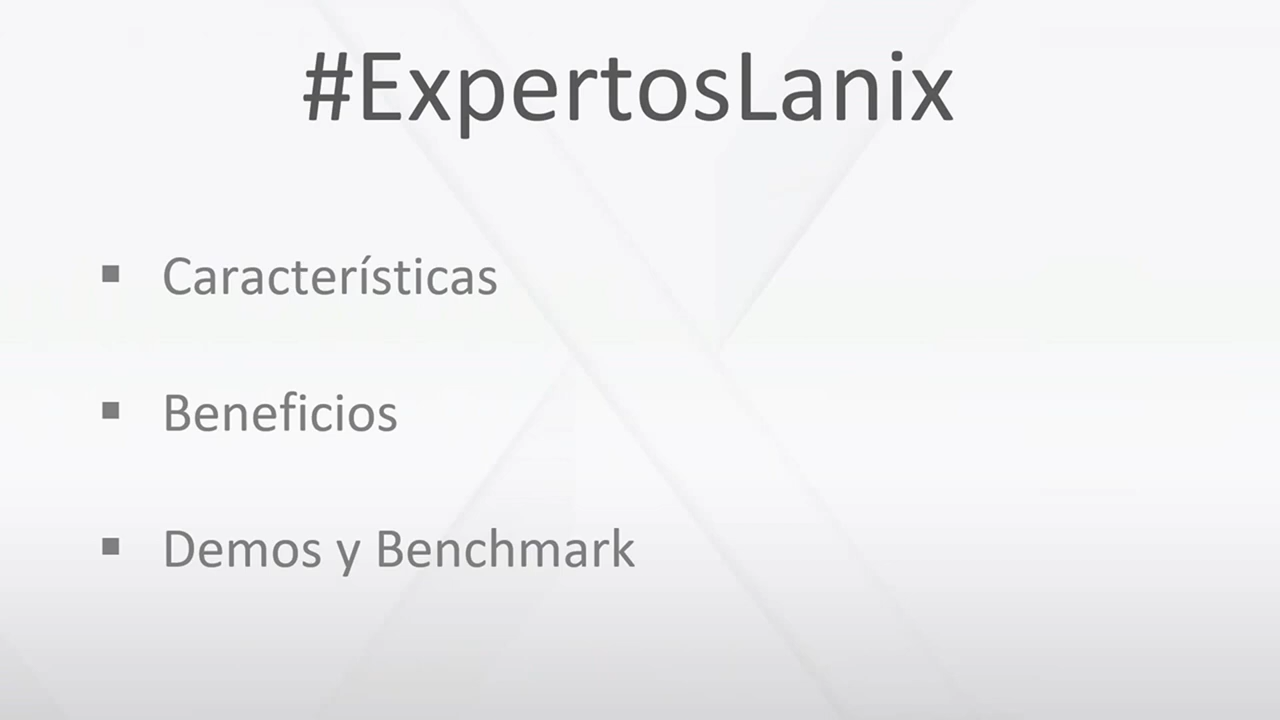 #ExpertosLanix
▪ Características
▪ Beneficios
▪ Demos y Benchmark